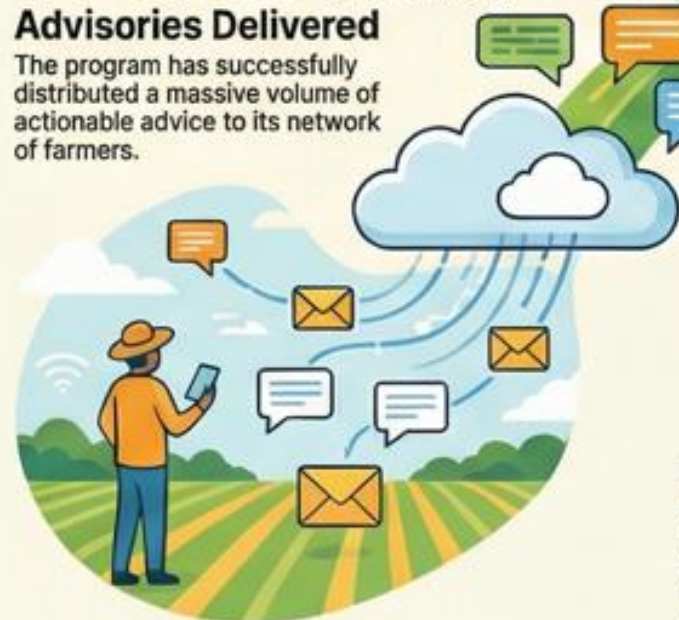 Advisories Delivered
The program has successfully
distributed a massive volume of
actionable advice to its network
of farmers.